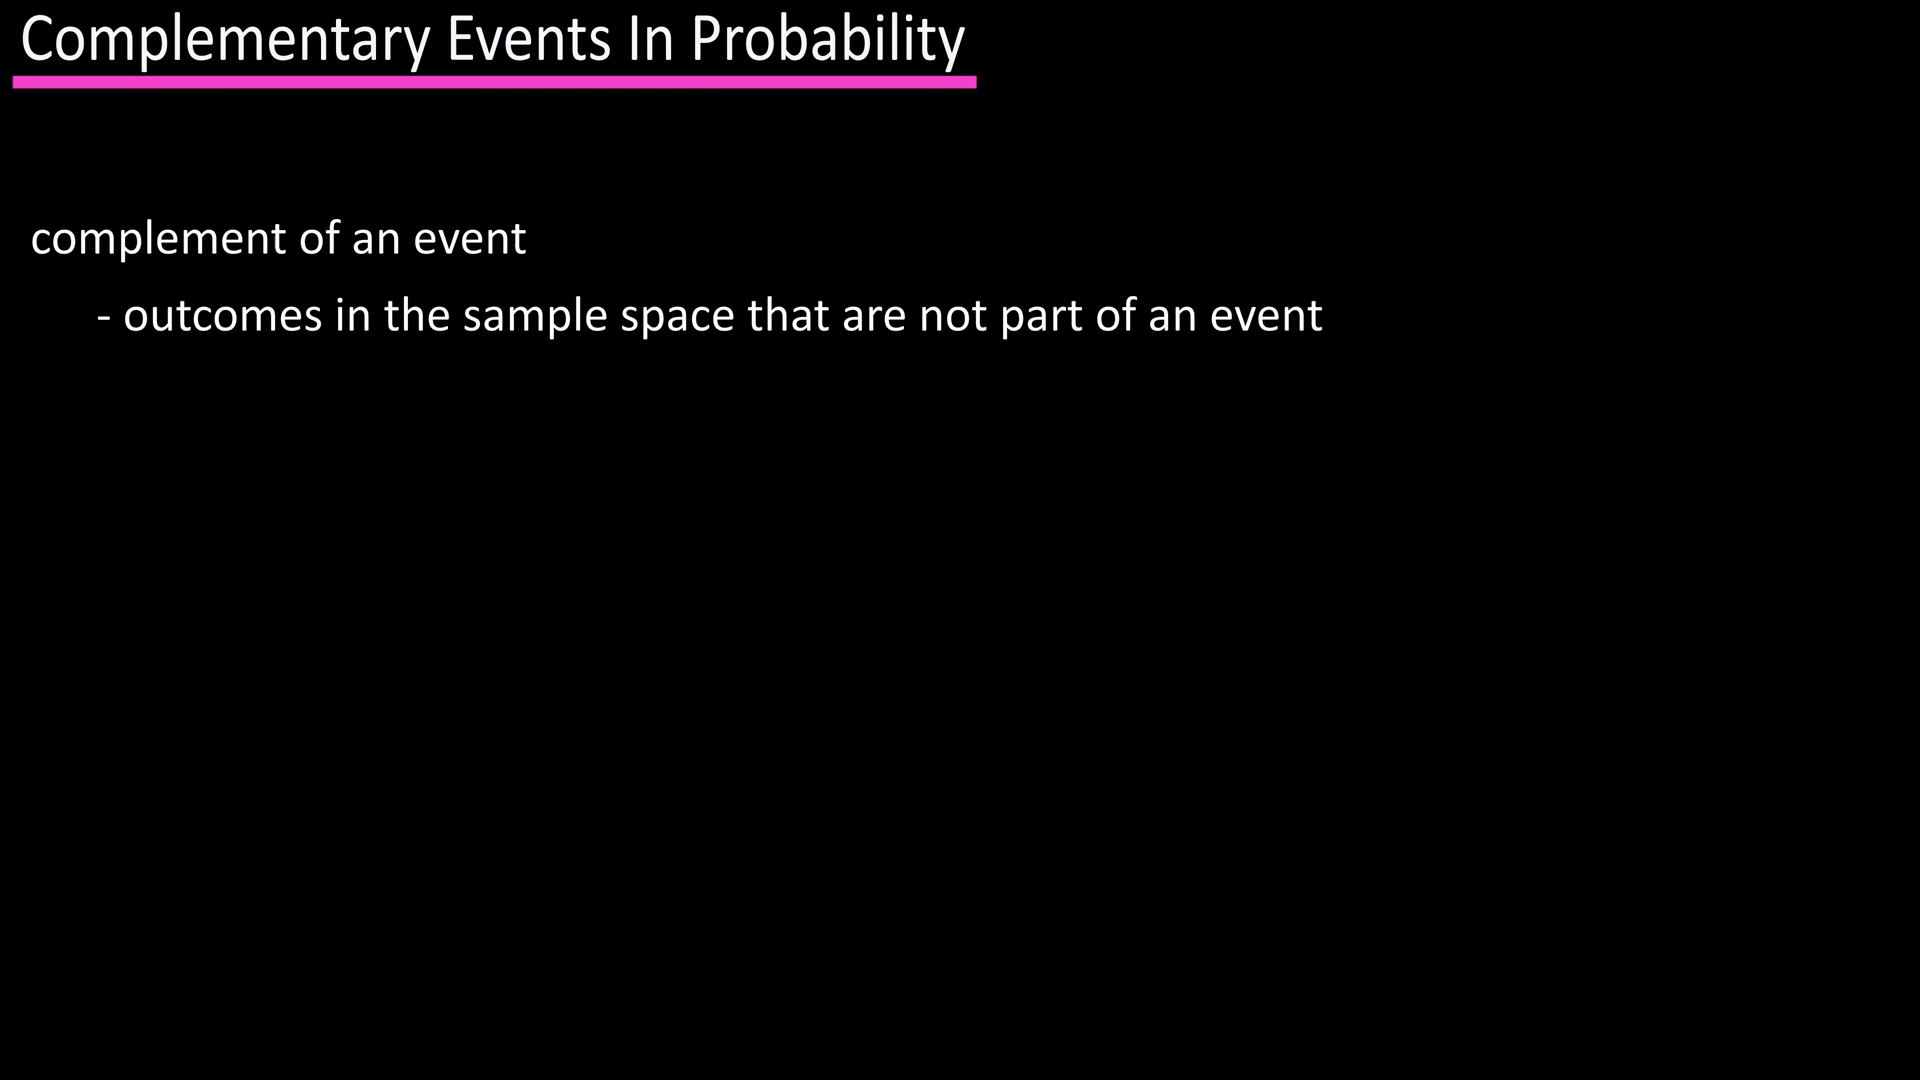 Complementary Events In Probability
complement of an event
- outcomes in the sample space that are not part of an event